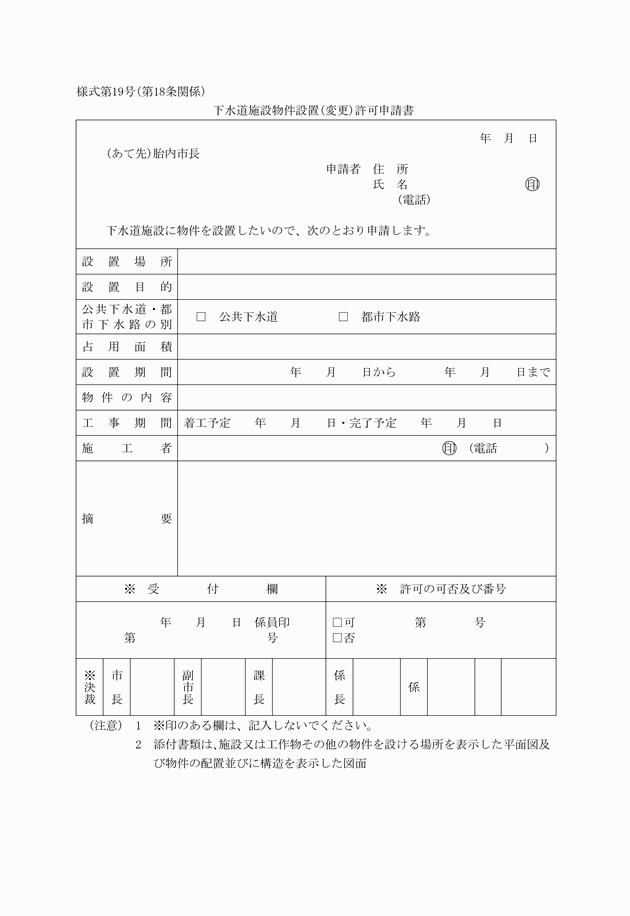 様式第19号(第18条関係)
下水道施設物件設置(変更)許可申請書
年　月　日
(あて先)胎内市長
申請者　住　所
氏　名　㊞
(電話)
下水道施設に物件を設置したいので、次のとおり申請します。
設置場所
設置目的
公共下水道・都
市下水路の別
□　公共下水道　□　都市下水路
占用面積
設置期間　年　月　日から　年　月　日まで
物件の内容
工事期間　着工予定　年　月　日・完了予定　年　月　日
施工者　㊞　(電話　)
摘要
※　受　付　欄　※　許可の可否及び番号
年　月　日　係員印
第　号
□可　第　号
□否
※決裁　市長　副市長　課長　係長　係
(注意)　1　※印のある欄は、記入しないでください。
2　添付書類は、施設又は工作物その他の物件を設ける場所を表示した平面図及
び物件の配置並びに構造を表示した図面